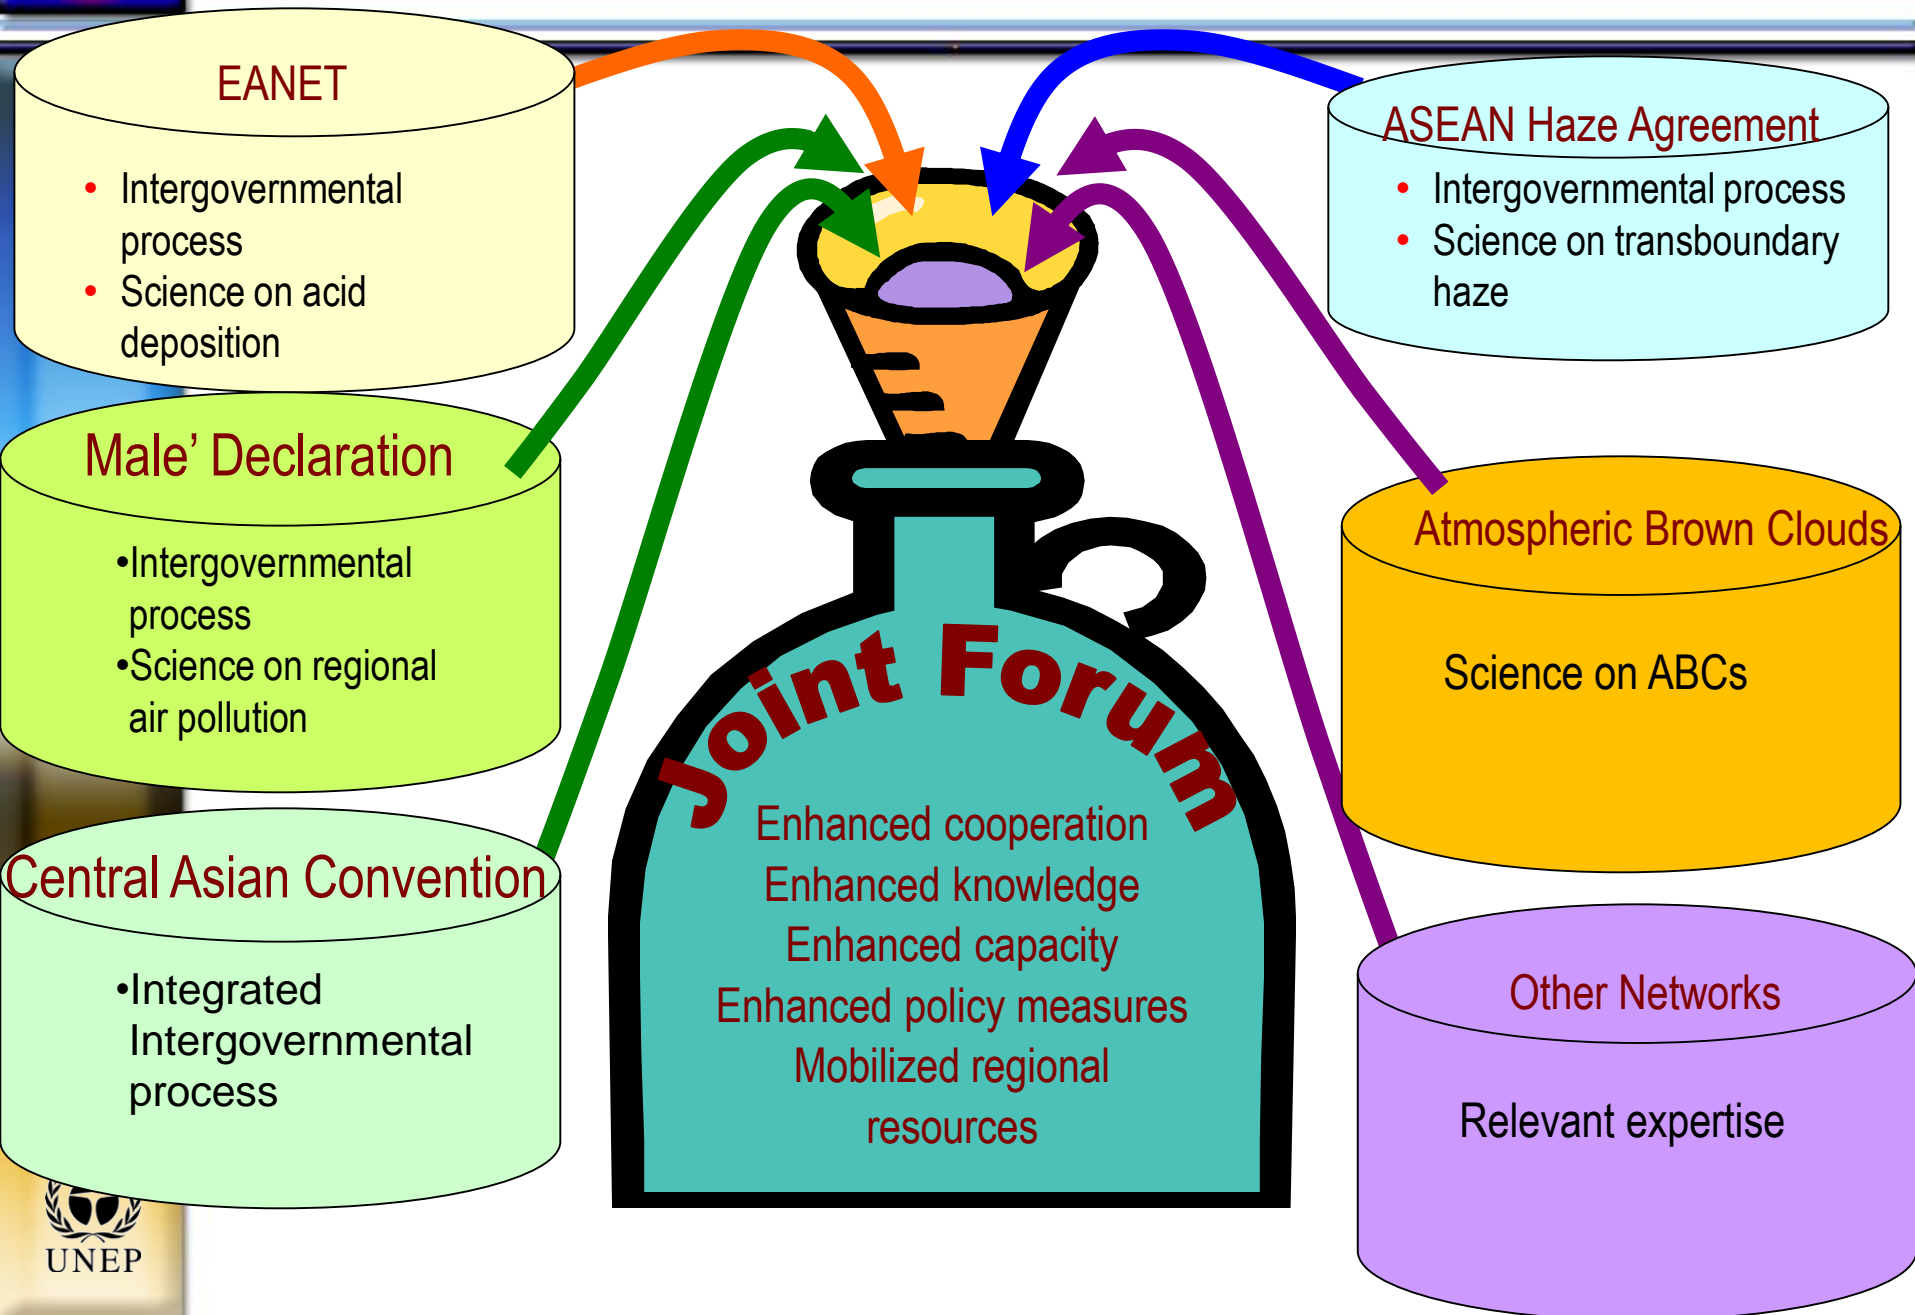 EANET
• Intergovernmental
process
• Science on acid
deposition
Male’ Declaration
•Intergovernmental
process
•Science on regional
air pollution
Central Asian Convention
•Integrated
Intergovernmental
process
UNEP
Joint Forum
Enhanced cooperation
Enhanced knowledge
Enhanced capacity
Enhanced policy measures
Mobilized regional
resources
ASEAN Haze Agreement
• Intergovernmental process
• Science on transboundary
haze
Atmospheric Brown Clouds
Science on ABCs
Other Networks
Relevant expertise